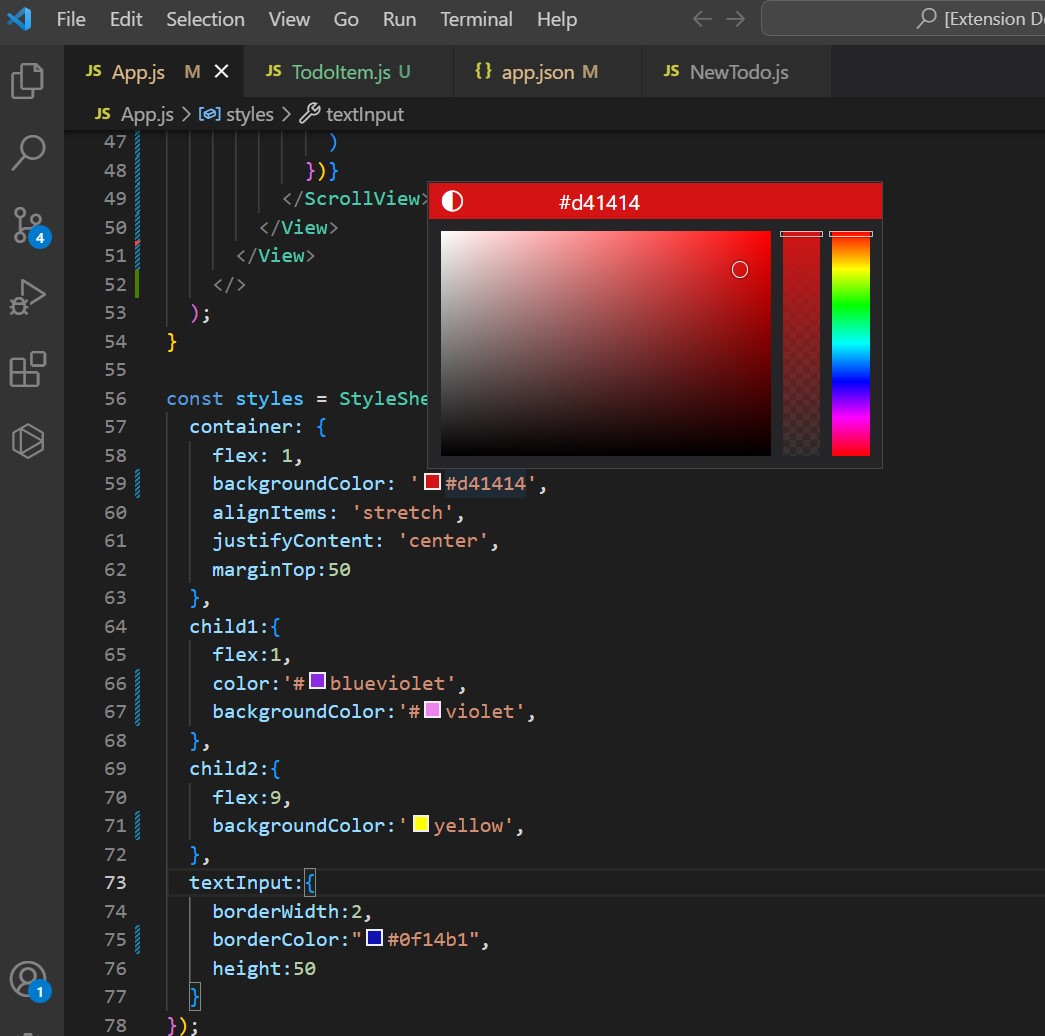 File Edit Selection View Go Run Terminal Help [Extension De
JS App.js M JS TodoItem.js U {} app.json M JS NewTodo.js
JS App.js > styles > textInput
47 )
48 })}
49 </ScrollView>
50 </View>
51 </View>
52 </>
53 );
54 }
55
56 const styles = StyleShe
57 container: {
58 flex: 1,
59 backgroundColor: '#d41414',
60 alignItems: 'stretch',
61 justifyContent: 'center',
62 marginTop:50
63 },
64 child1:{
65 flex:1,
66 color:'#blueviolet',
67 backgroundColor:'#violet',
68 },
69 child2:{
70 flex:9,
71 backgroundColor:'yellow',
72 },
73 textInput:{
74 borderWidth:2,
75 borderColor:"#0f14b1",
76 height:50
77 }
78 });
#d41414
4
1